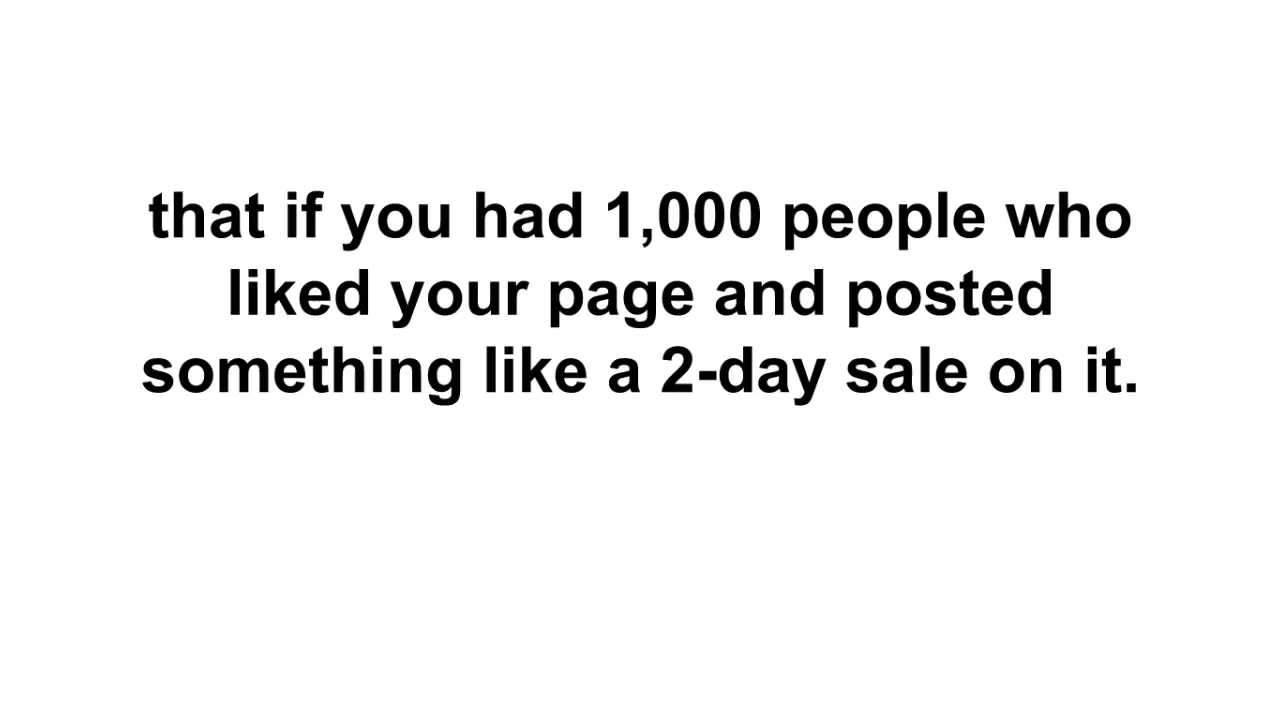 that if you had 1,000 people who
liked your page and posted
something like a 2-day sale on it.